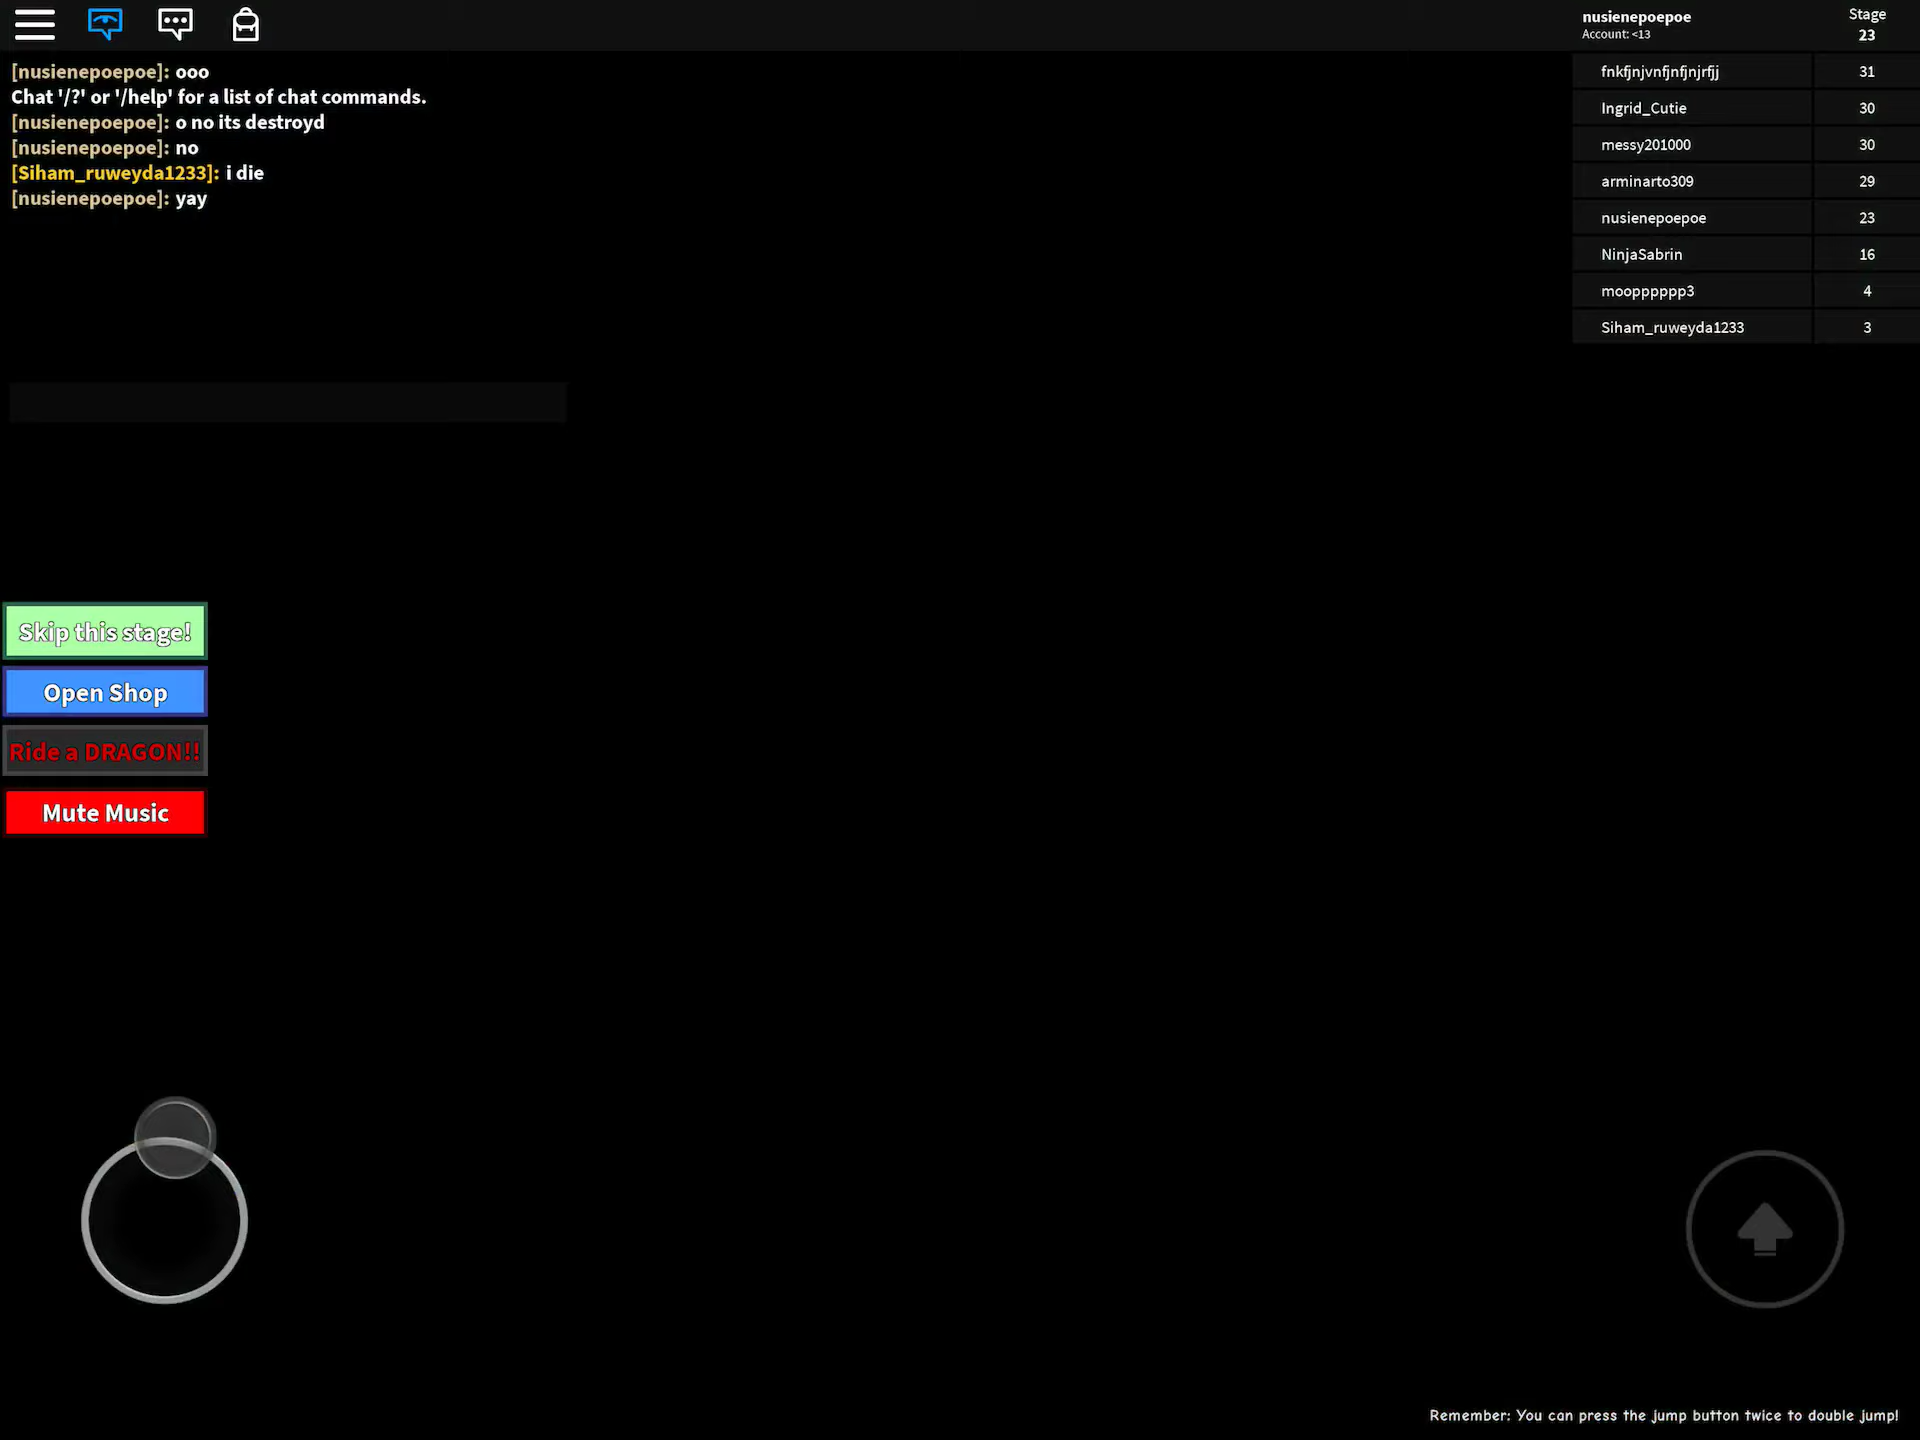 nusienepoepoe
Account: <13
Stage
23
[nusienepoepoe]: ooo
Chat '/?' or '/help' for a list of chat commands.
[nusienepoepoe]: o no its destroyd
[nusienepoepoe]: no
[Siham_ruweyda1233]: i die
[nusienepoepoe]: yay
fnkfjnjvnfjnfjnjrfjj 31
Ingrid_Cutie 30
messy201000 30
arminarto309 29
nusienepoepoe 23
NinjaSabrin 16
moopppppp3 4
Siham_ruweyda1233 3
Skip this stage!
Open Shop
Ride a DRAGON!!
Mute Music
Remember: You can press the jump button twice to double jump!